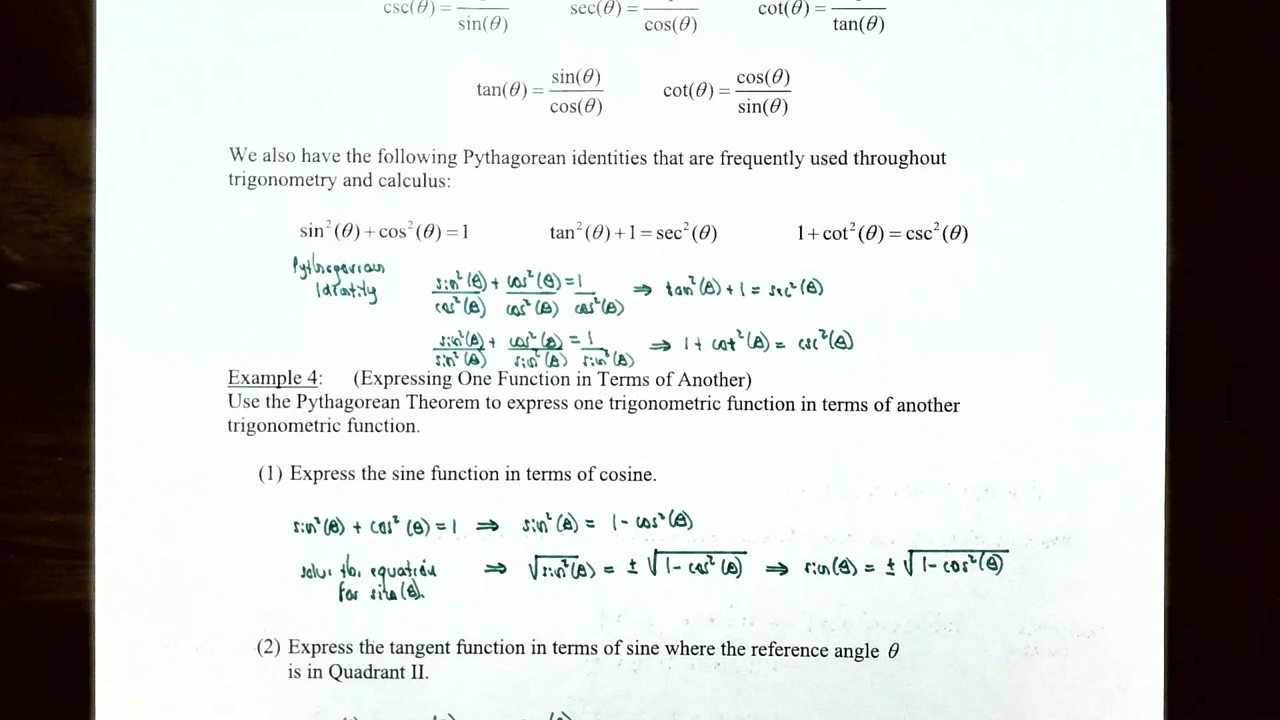 csc(θ) = ―/sin(θ)   sec(θ) = ―/cos(θ)   cot(θ) = ―/tan(θ)
tan(θ) = sin(θ)/cos(θ)   cot(θ) = cos(θ)/sin(θ)
We also have the following Pythagorean identities that are frequently used throughout
trigonometry and calculus:
sin²(θ) + cos²(θ) = 1   tan²(θ) + 1 = sec²(θ)   1 + cot²(θ) = csc²(θ)
Pythagorean
Identity
sin²(θ)/cos²(θ) + cos²(θ)/cos²(θ) = 1/cos²(θ) ⇒ tan²(θ) + 1 = sec²(θ)
sin²(θ)/sin²(θ) + cos²(θ)/sin²(θ) = 1/sin²(θ) ⇒ 1 + cot²(θ) = csc²(θ)
Example 4: (Expressing One Function in Terms of Another)
Use the Pythagorean Theorem to express one trigonometric function in terms of another
trigonometric function.
(1) Express the sine function in terms of cosine.
sin²(θ) + cos²(θ) = 1 ⇒ sin²(θ) = 1 - cos²(θ)
solve the equation ⇒ √sin²(θ) = ± √1 - cos²(θ) ⇒ sin(θ) = ± √1 - cos²(θ)
for sin(θ).
(2) Express the tangent function in terms of sine where the reference angle θ
is in Quadrant II.